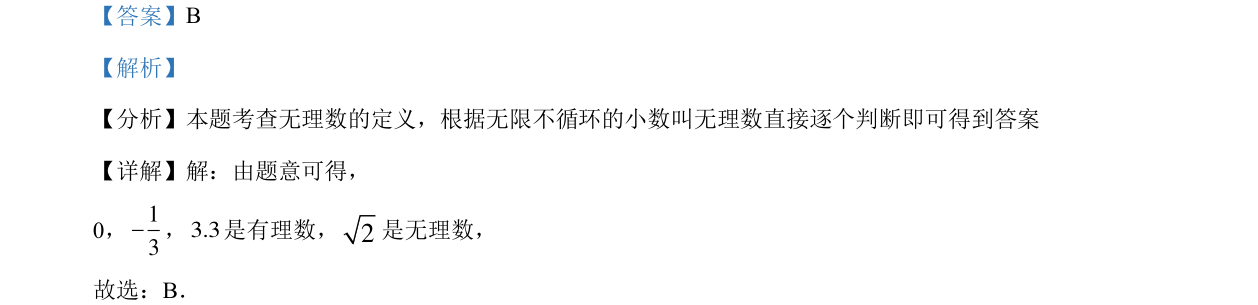 【答案】B
【解析】
【分析】本题考查无理数的定义，根据无限不循环的小数叫无理数直接逐个判断即可得到答案
【详解】解：由题意可得，
0，$-\frac{1}{3}$，3.3是有理数，$\sqrt{2}$是无理数，
故选：B．